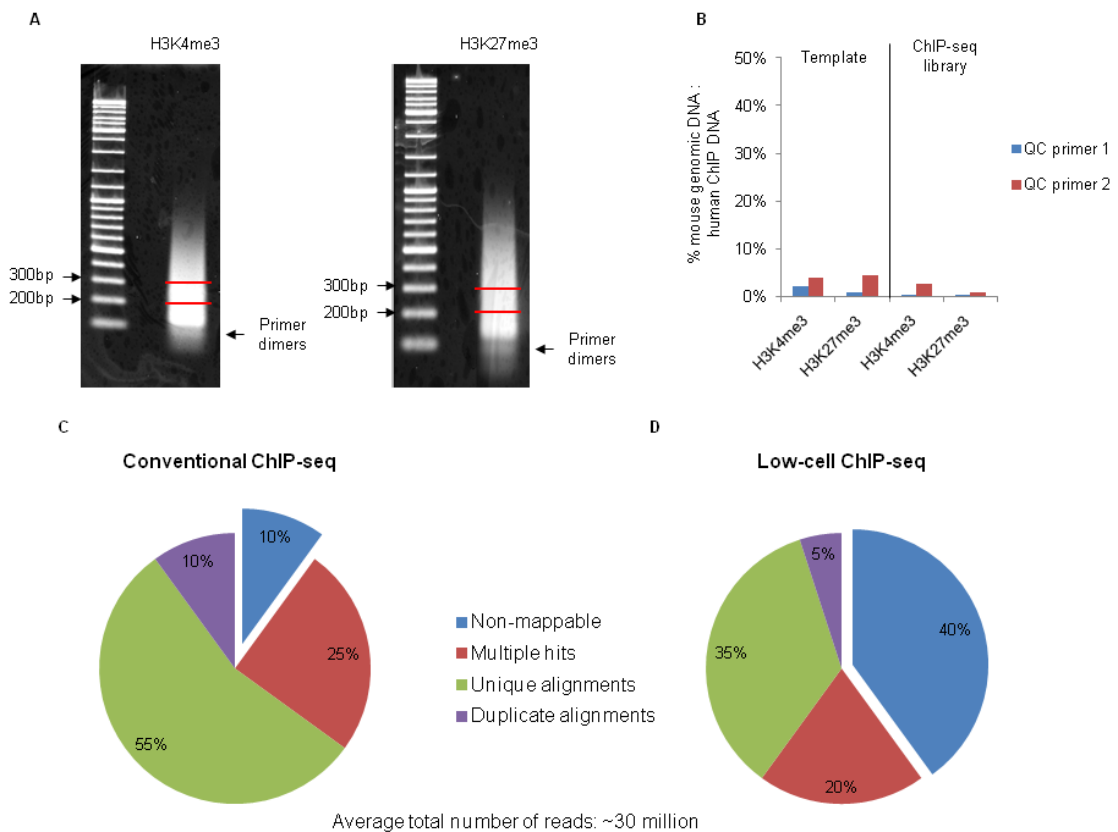 A
H3K4me3
H3K27me3
300bp
200bp
Primer
dimers
300bp
200bp
Primer
dimers
B
% mouse genomic DNA :
human ChIP DNA
50%
40%
30%
20%
10%
0%
Template
ChIP-seq
library
H3K4me3
H3K27me3
H3K4me3
H3K27me3
QC primer 1
QC primer 2
C
Conventional ChIP-seq
10%
10%
25%
55%
Non-mappable
Multiple hits
Unique alignments
Duplicate alignments
D
Low-cell ChIP-seq
5%
40%
35%
20%
Average total number of reads: ~30 million